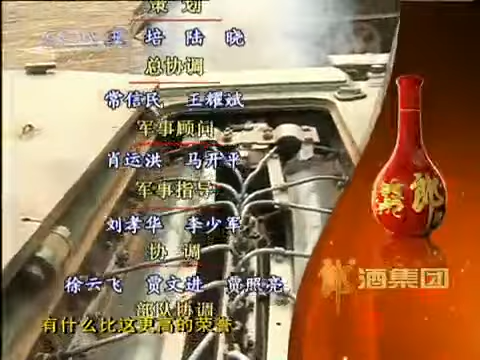 策 划
王 培 陆 晓
总协调
常信民 王耀斌
军事顾问
肖运洪 马开平
军事指导
刘孝华 李少军
协 调
徐云飞 贾文进 贾照亮
部队协调
有什么比这更高的荣誉
郎
郎酒集团